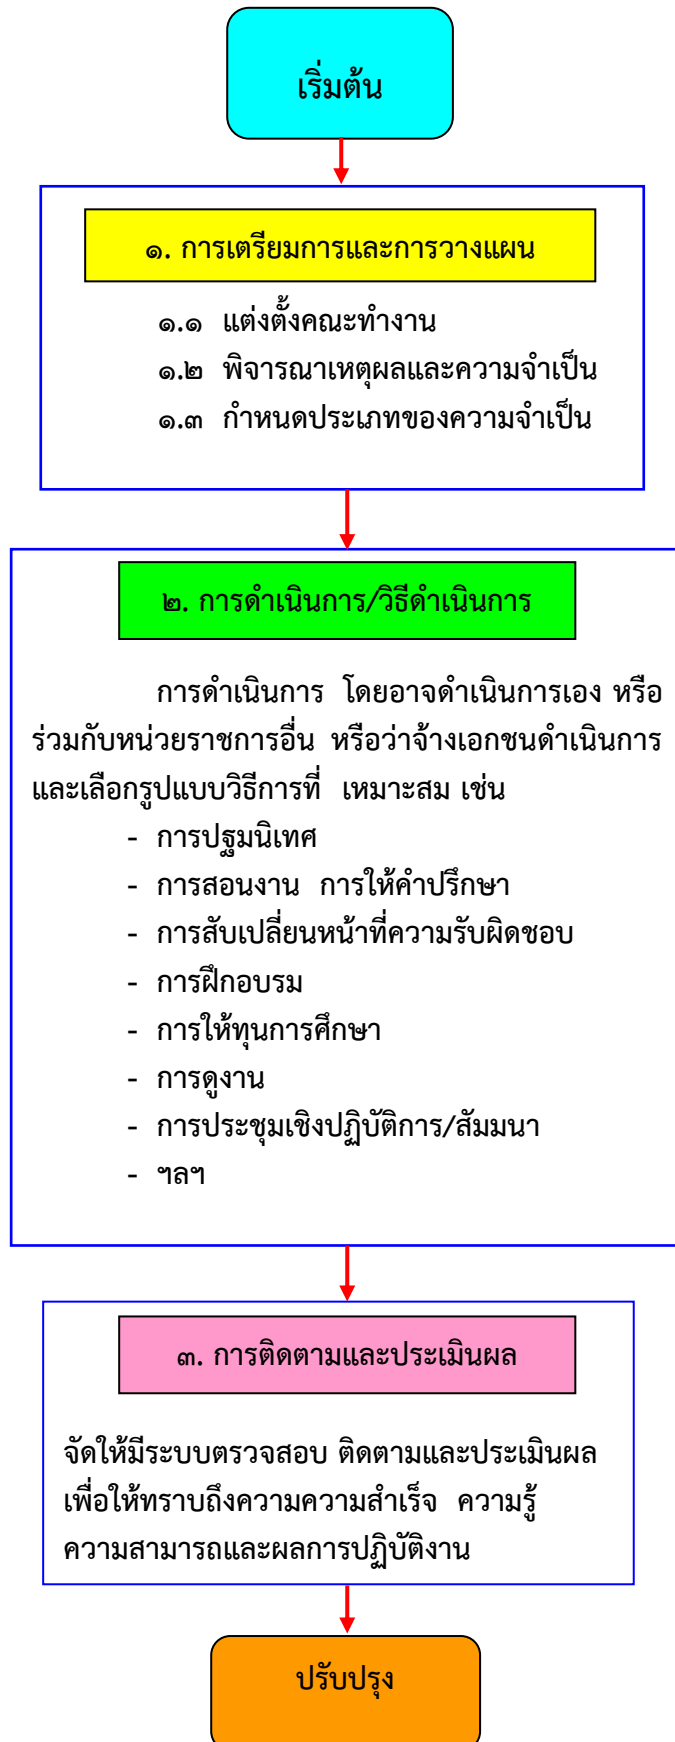 เริ่มต้น
๑. การเตรียมการและการวางแผน
๑.๑ แต่งตั้งคณะทำงาน
๑.๒ พิจารณาเหตุผลและความจำเป็น
๑.๓ กำหนดประเภทของความจำเป็น
๒. การดำเนินการ/วิธีดำเนินการ
การดำเนินการ โดยอาจดำเนินการเอง หรือ
ร่วมกับหน่วยราชการอื่น หรือว่าจ้างเอกชนดำเนินการ
และเลือกรูปแบบวิธีการที่ เหมาะสม เช่น
- การปฐมนิเทศ
- การสอนงาน การให้คำปรึกษา
- การสับเปลี่ยนหน้าที่ความรับผิดชอบ
- การฝึกอบรม
- การให้ทุนการศึกษา
- การดูงาน
- การประชุมเชิงปฏิบัติการ/สัมมนา
- ฯลฯ
๓. การติดตามและประเมินผล
จัดให้มีระบบตรวจสอบ ติดตามและประเมินผล
เพื่อให้ทราบถึงความความสำเร็จ ความรู้
ความสามารถและผลการปฏิบัติงาน
ปรับปรุง